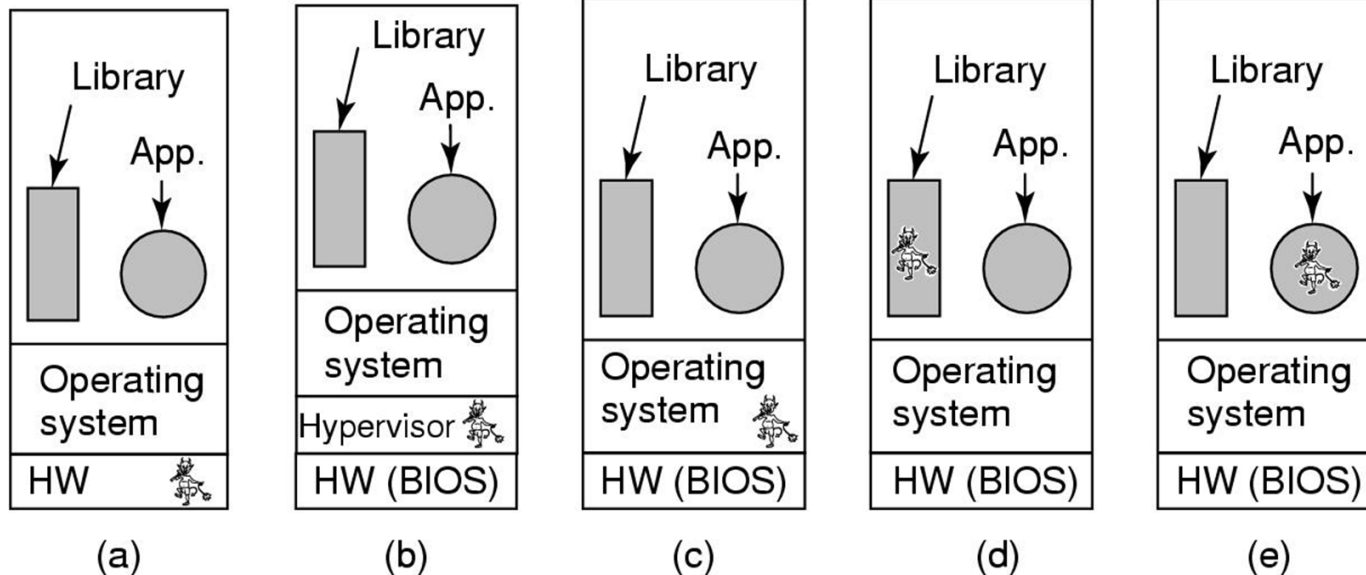 Library
App.
Operating
system
HW
(a)
Library
App.
Operating
system
Hypervisor
HW (BIOS)
(b)
Library
App.
Operating
system
HW (BIOS)
(c)
Library
App.
Operating
system
HW (BIOS)
(d)
Library
App.
Operating
system
HW (BIOS)
(e)